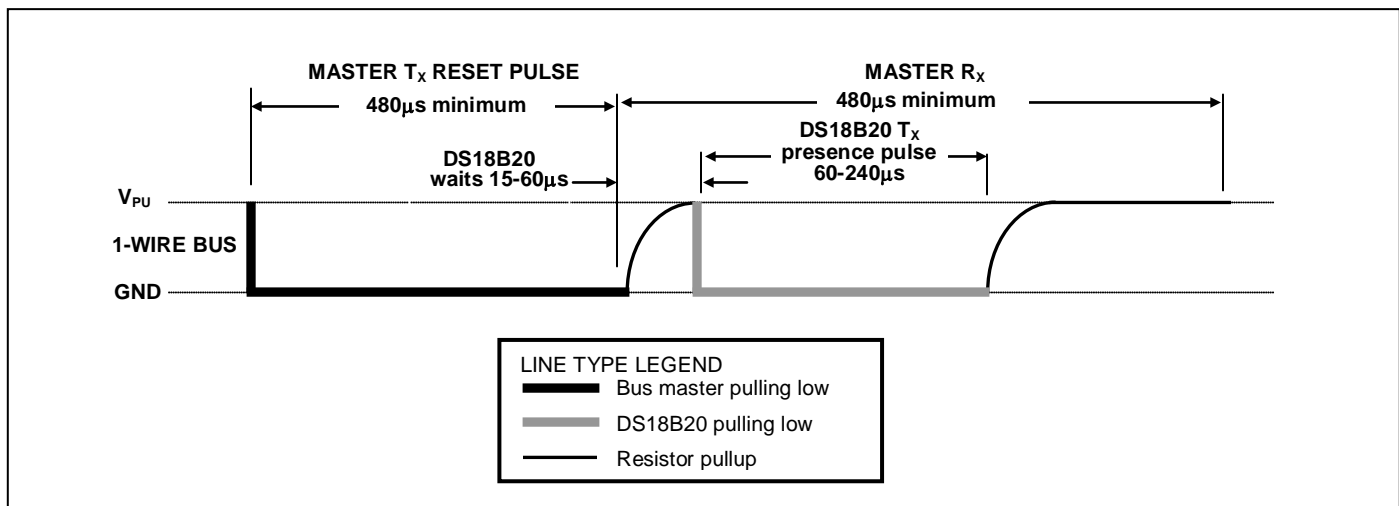 MASTER TX RESET PULSE
480μs minimum
MASTER RX
480μs minimum
DS18B20 TX
presence pulse
60-240μs
DS18B20
waits 15-60μs
VPU
1-WIRE BUS
GND
LINE TYPE LEGEND
Bus master pulling low
DS18B20 pulling low
Resistor pullup